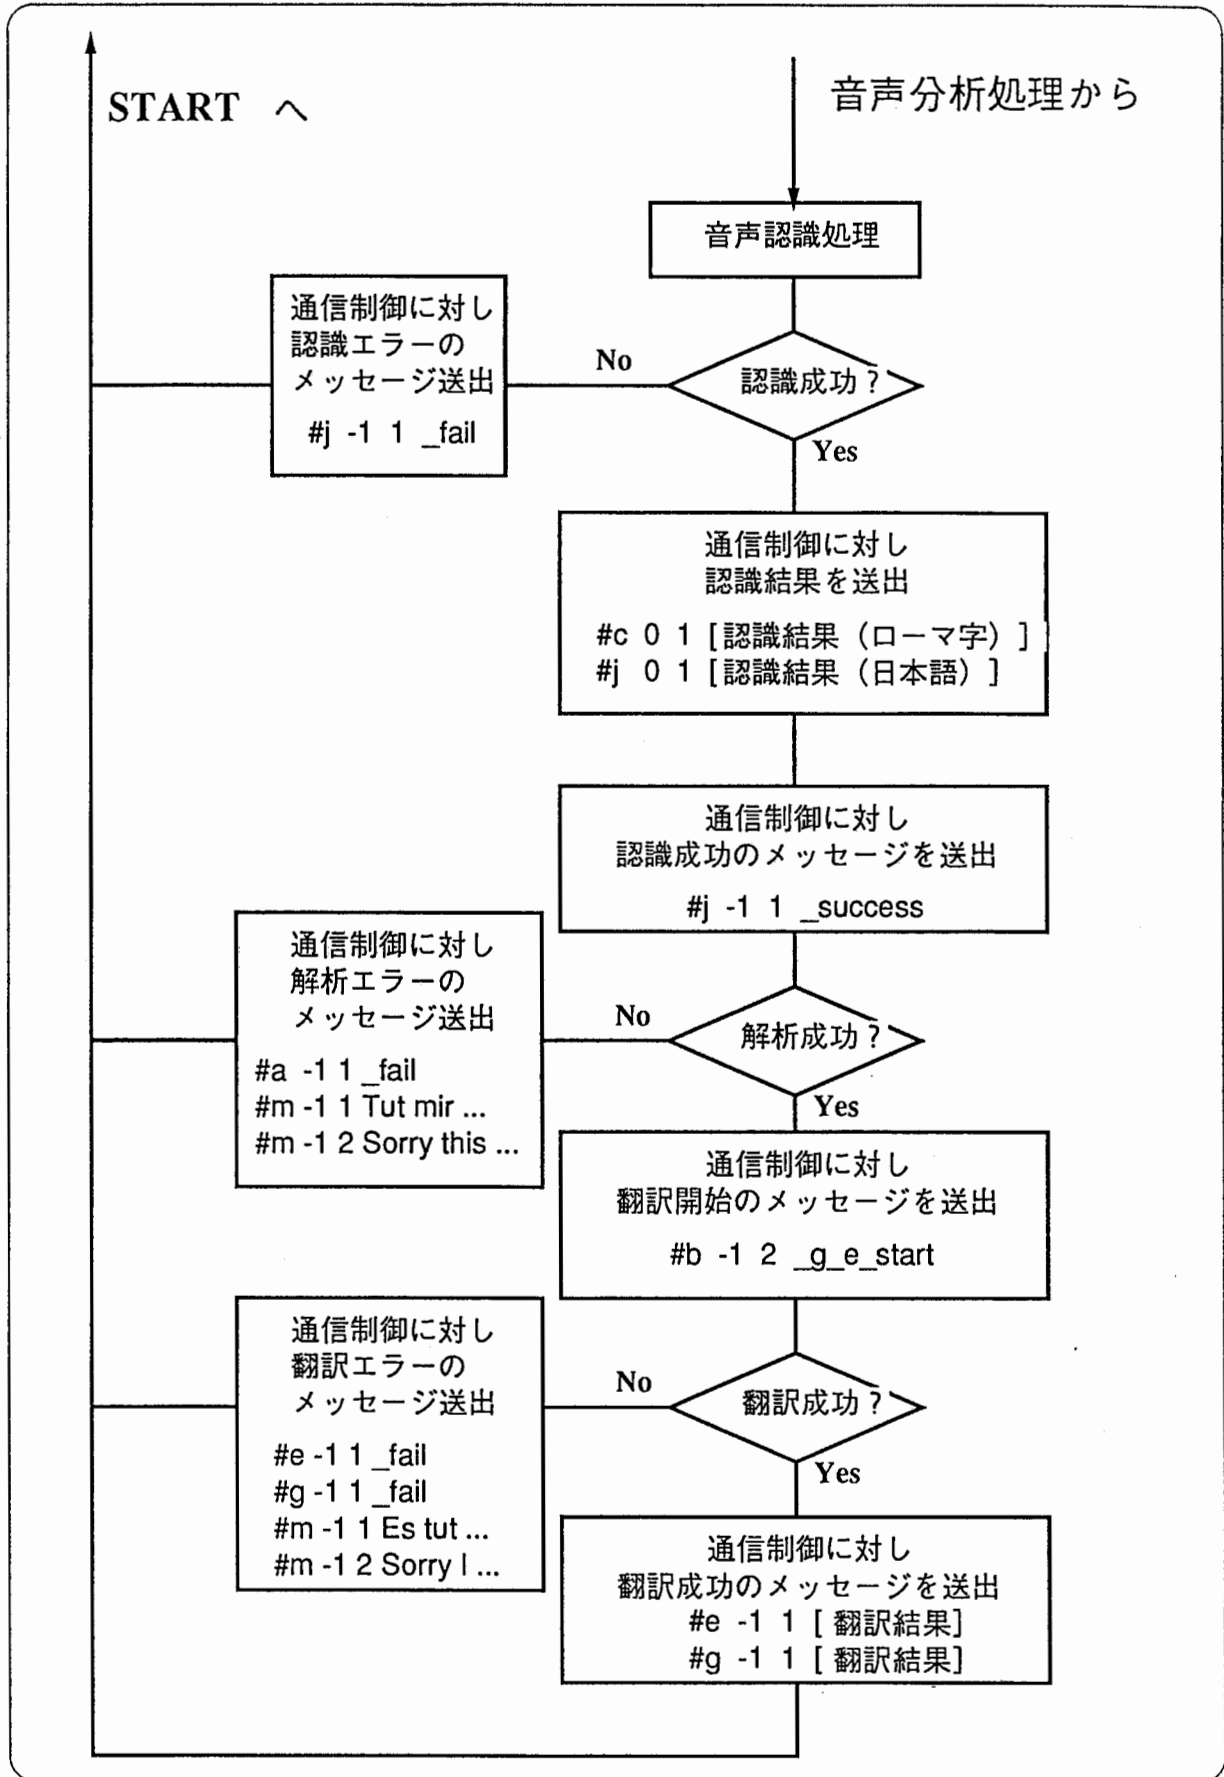 START へ
音声分析処理から
音声認識処理
通信制御に対し
認識エラーの
メッセージ送出
#j -1 1 _fail
No
認識成功?
Yes
通信制御に対し
認識結果を送出
#c 0 1 [認識結果（ローマ字）]
#j 0 1 [認識結果（日本語）]
通信制御に対し
認識成功のメッセージを送出
#j -1 1 _success
通信制御に対し
解析エラーの
メッセージ送出
#a -1 1 _fail
#m -1 1 Tut mir ...
#m -1 2 Sorry this ...
No
解析成功?
Yes
通信制御に対し
翻訳開始のメッセージを送出
#b -1 2 _g_e_start
通信制御に対し
翻訳エラーの
メッセージ送出
#e -1 1 _fail
#g -1 1 _fail
#m -1 1 Es tut ...
#m -1 2 Sorry I ...
No
翻訳成功?
Yes
通信制御に対し
翻訳成功のメッセージを送出
#e -1 1 [ 翻訳結果]
#g -1 1 [ 翻訳結果]